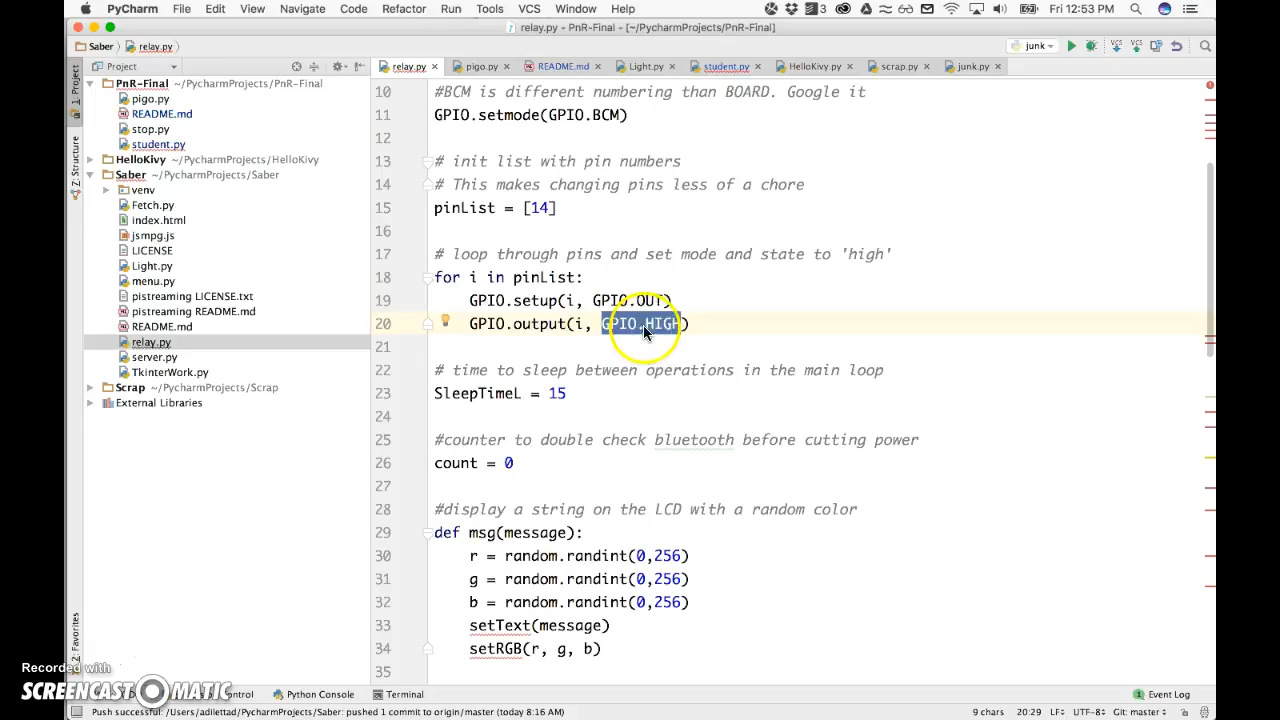 PyCharm File Edit View Navigate Code Refactor Run Tools VCS Window Help 3 Fri 12:53 PM
relay.py - PnR-Final - [~/PycharmProjects/PnR-Final]
Saber relay.py junk
Project relay.py pigo.py README.md Light.py student.py HelloKivy.py scrap.py junk.py
1: Project
Z: Structure
2: Favorites
PnR-Final ~/PycharmProjects/PnR-Final
pigo.py
README.md
stop.py
student.py
HelloKivy ~/PycharmProjects/HelloKivy
Saber ~/PycharmProjects/Saber
venv
Fetch.py
index.html
jsmpg.js
LICENSE
Light.py
menu.py
pistreaming LICENSE.txt
pistreaming README.md
README.md
relay.py
server.py
TkinterWork.py
Scrap ~/PycharmProjects/Scrap
External Libraries
10 #BCM is different numbering than BOARD. Google it
11 GPIO.setmode(GPIO.BCM)
12
13 # init list with pin numbers
14 # This makes changing pins less of a chore
15 pinList = [14]
16
17 # loop through pins and set mode and state to 'high'
18 for i in pinList:
19 GPIO.setup(i, GPIO.OUT)
20 GPIO.output(i, GPIO.HIGH)
21
22 # time to sleep between operations in the main loop
23 SleepTimeL = 15
24
25 #counter to double check bluetooth before cutting power
26 count = 0
27
28 #display a string on the LCD with a random color
29 def msg(message):
30 r = random.randint(0,256)
31 g = random.randint(0,256)
32 b = random.randint(0,256)
33 setText(message)
34 setRGB(r, g, b)
35
Recorded with
SCREENCAST-O-MATIC
Python Console Terminal Event Log
Push successful: /Users/adilettad/PycharmProjects/Saber: pushed 1 commit to origin/master (today 8:16 AM) 9 chars 20:29 LF UTF-8 Git: master